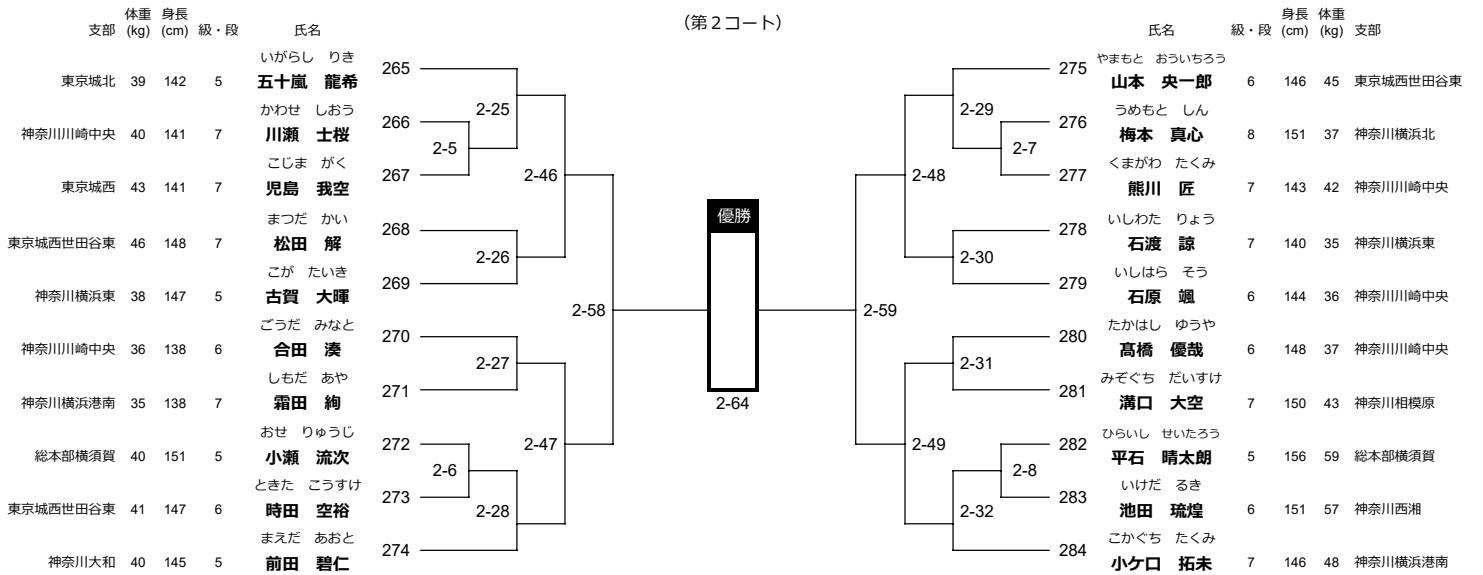 (第2コート)
支部 体重(kg) 身長(cm) 級・段 氏名
いがらし りき
東京城北 39 142 5 五十嵐 龍希 265
かわせ しおう
神奈川川崎中央 40 141 7 川瀬 士桜 266
こじま がく
東京城西 43 141 7 児島 我空 267
まつだ かい
東京城西世田谷東 46 148 7 松田 解 268
こが たいき
神奈川横浜東 38 147 5 古賀 大暉 269
ごうだ みなと
神奈川川崎中央 36 138 6 合田 湊 270
しもだ あや
神奈川横浜港南 35 138 7 霜田 絢 271
おせ りゅうじ
総本部横須賀 40 151 5 小瀬 流次 272
ときた こうすけ
東京城西世田谷東 41 147 6 時田 空裕 273
まえだ あおと
神奈川大和 40 145 5 前田 碧仁 274
2-5
2-6
2-25
2-26
2-27
2-28
2-46
2-47
2-58
優勝
2-64
2-59
2-48
2-49
2-29
2-30
2-31
2-32
2-7
2-8
氏名 級・段 身長(cm) 体重(kg) 支部
やまもと おういちろう
275 山本 央一郎 6 146 45 東京城西世田谷東
うめもと しん
276 梅本 真心 8 151 37 神奈川横浜北
くまがわ たくみ
277 熊川 匠 7 143 42 神奈川川崎中央
いしわた りょう
278 石渡 諒 7 140 35 神奈川横浜東
いしはら そう
279 石原 颯 6 144 36 神奈川川崎中央
たかはし ゆうや
280 髙橋 優哉 6 148 37 神奈川川崎中央
みぞぐち だいすけ
281 溝口 大空 7 150 43 神奈川相模原
ひらいし せいたろう
282 平石 晴太朗 5 156 59 総本部横須賀
いけだ るき
283 池田 琉煌 6 151 57 神奈川西湘
こかぐち たくみ
284 小ケ口 拓未 7 146 48 神奈川横浜港南